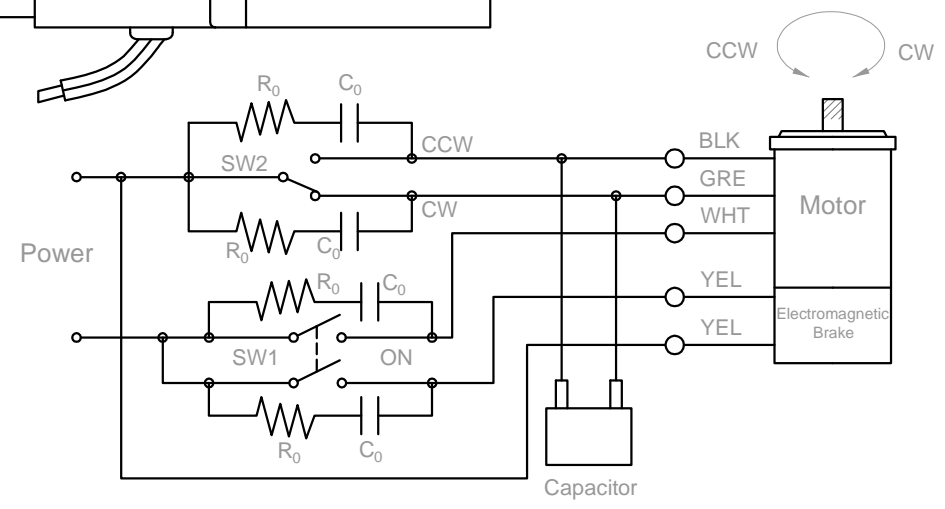 CCW
CW
R₀
C₀
CCW
BLK
SW2
GRE
CW
Motor
WHT
R₀
C₀
Power
R₀
C₀
YEL
Electromagnetic
Brake
SW1
ON
YEL
R₀
C₀
Capacitor